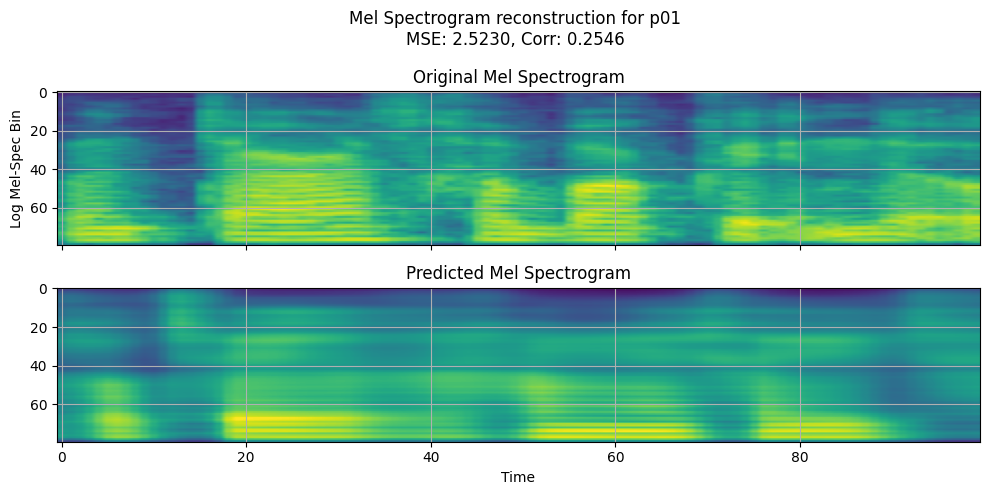 Mel Spectrogram reconstruction for p01
MSE: 2.5230, Corr: 0.2546
Original Mel Spectrogram
0
20
40
60
Log Mel-Spec Bin
Predicted Mel Spectrogram
0
20
40
60
0 20 40 60 80
Time